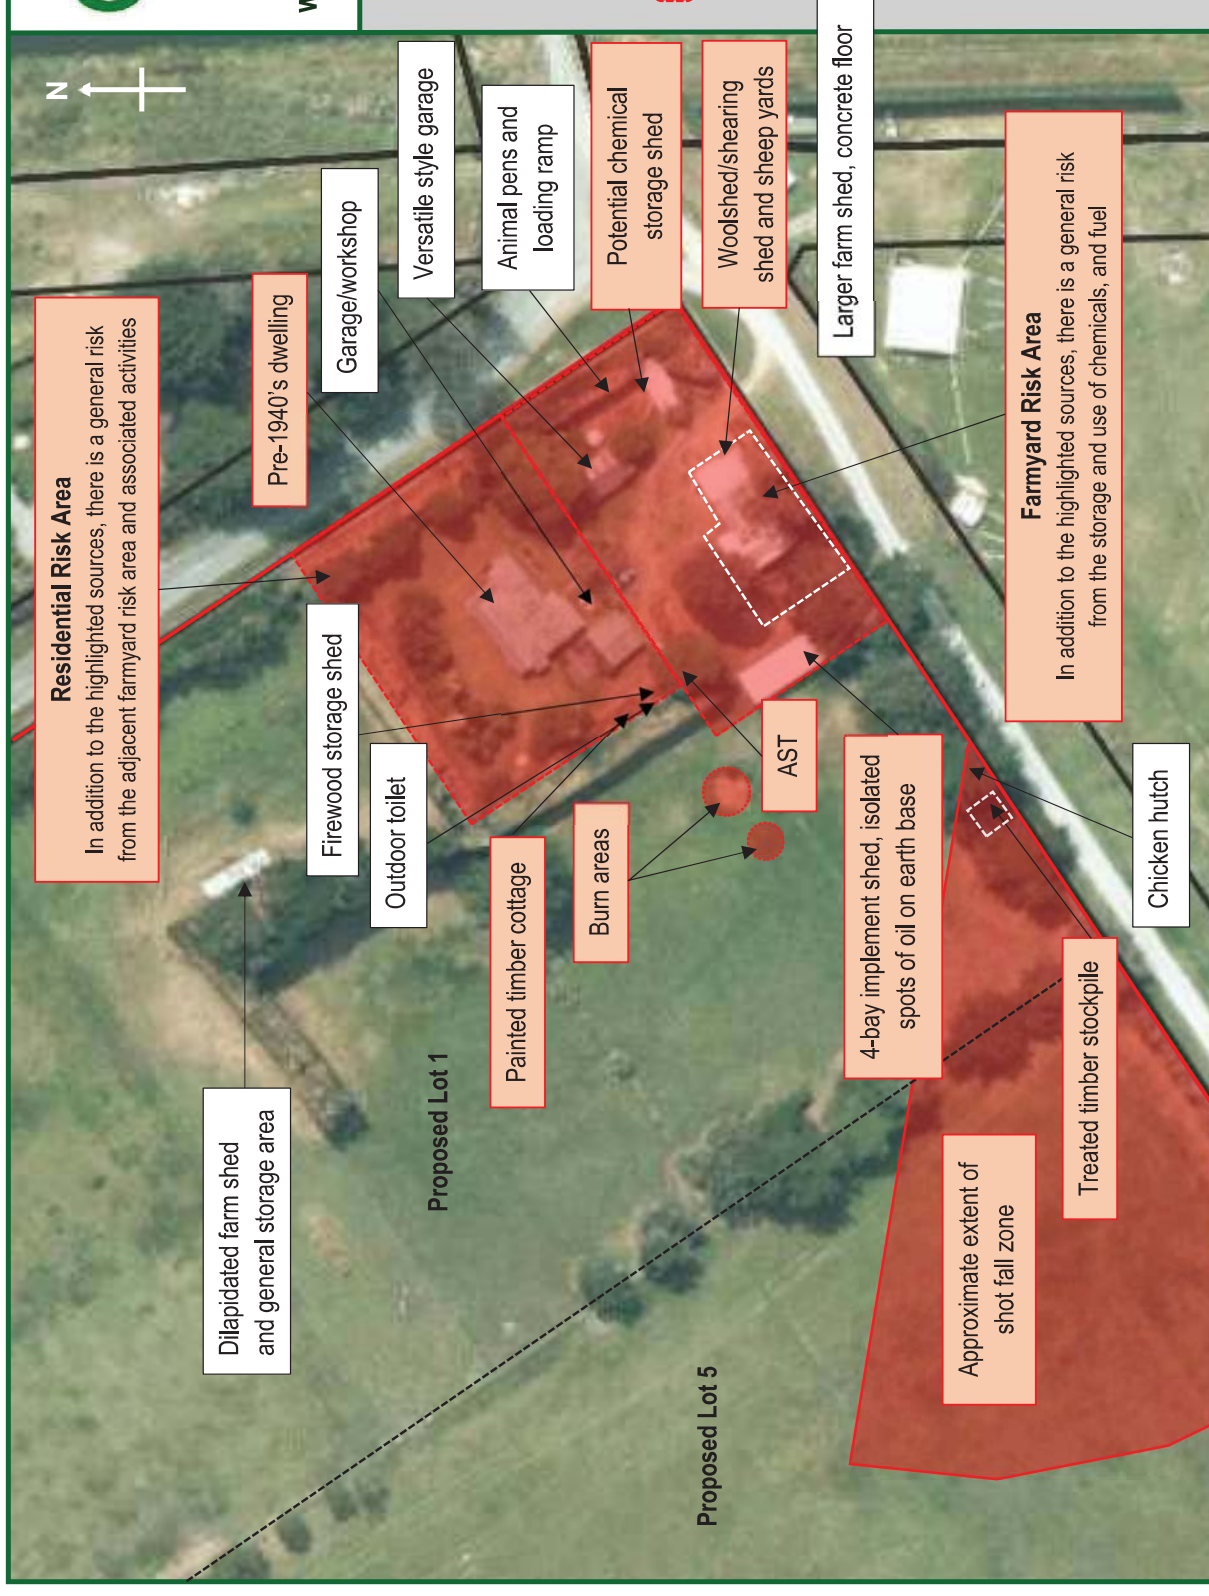 N
Residential Risk Area
In addition to the highlighted sources, there is a general risk
from the adjacent farmyard risk area and associated activities
Pre-1940's dwelling
Garage/workshop
Versatile style garage
Animal pens and
loading ramp
Potential chemical
storage shed
Woolshed/shearing
shed and sheep yards
Larger farm shed, concrete floor
Farmyard Risk Area
In addition to the highlighted sources, there is a general risk
from the storage and use of chemicals, and fuel
Firewood storage shed
Outdoor toilet
Painted timber cottage
Burn areas
AST
4-bay implement shed, isolated
spots of oil on earth base
Chicken hutch
Treated timber stockpile
Approximate extent of
shot fall zone
Dilapidated farm shed
and general storage area
Proposed Lot 1
Proposed Lot 5